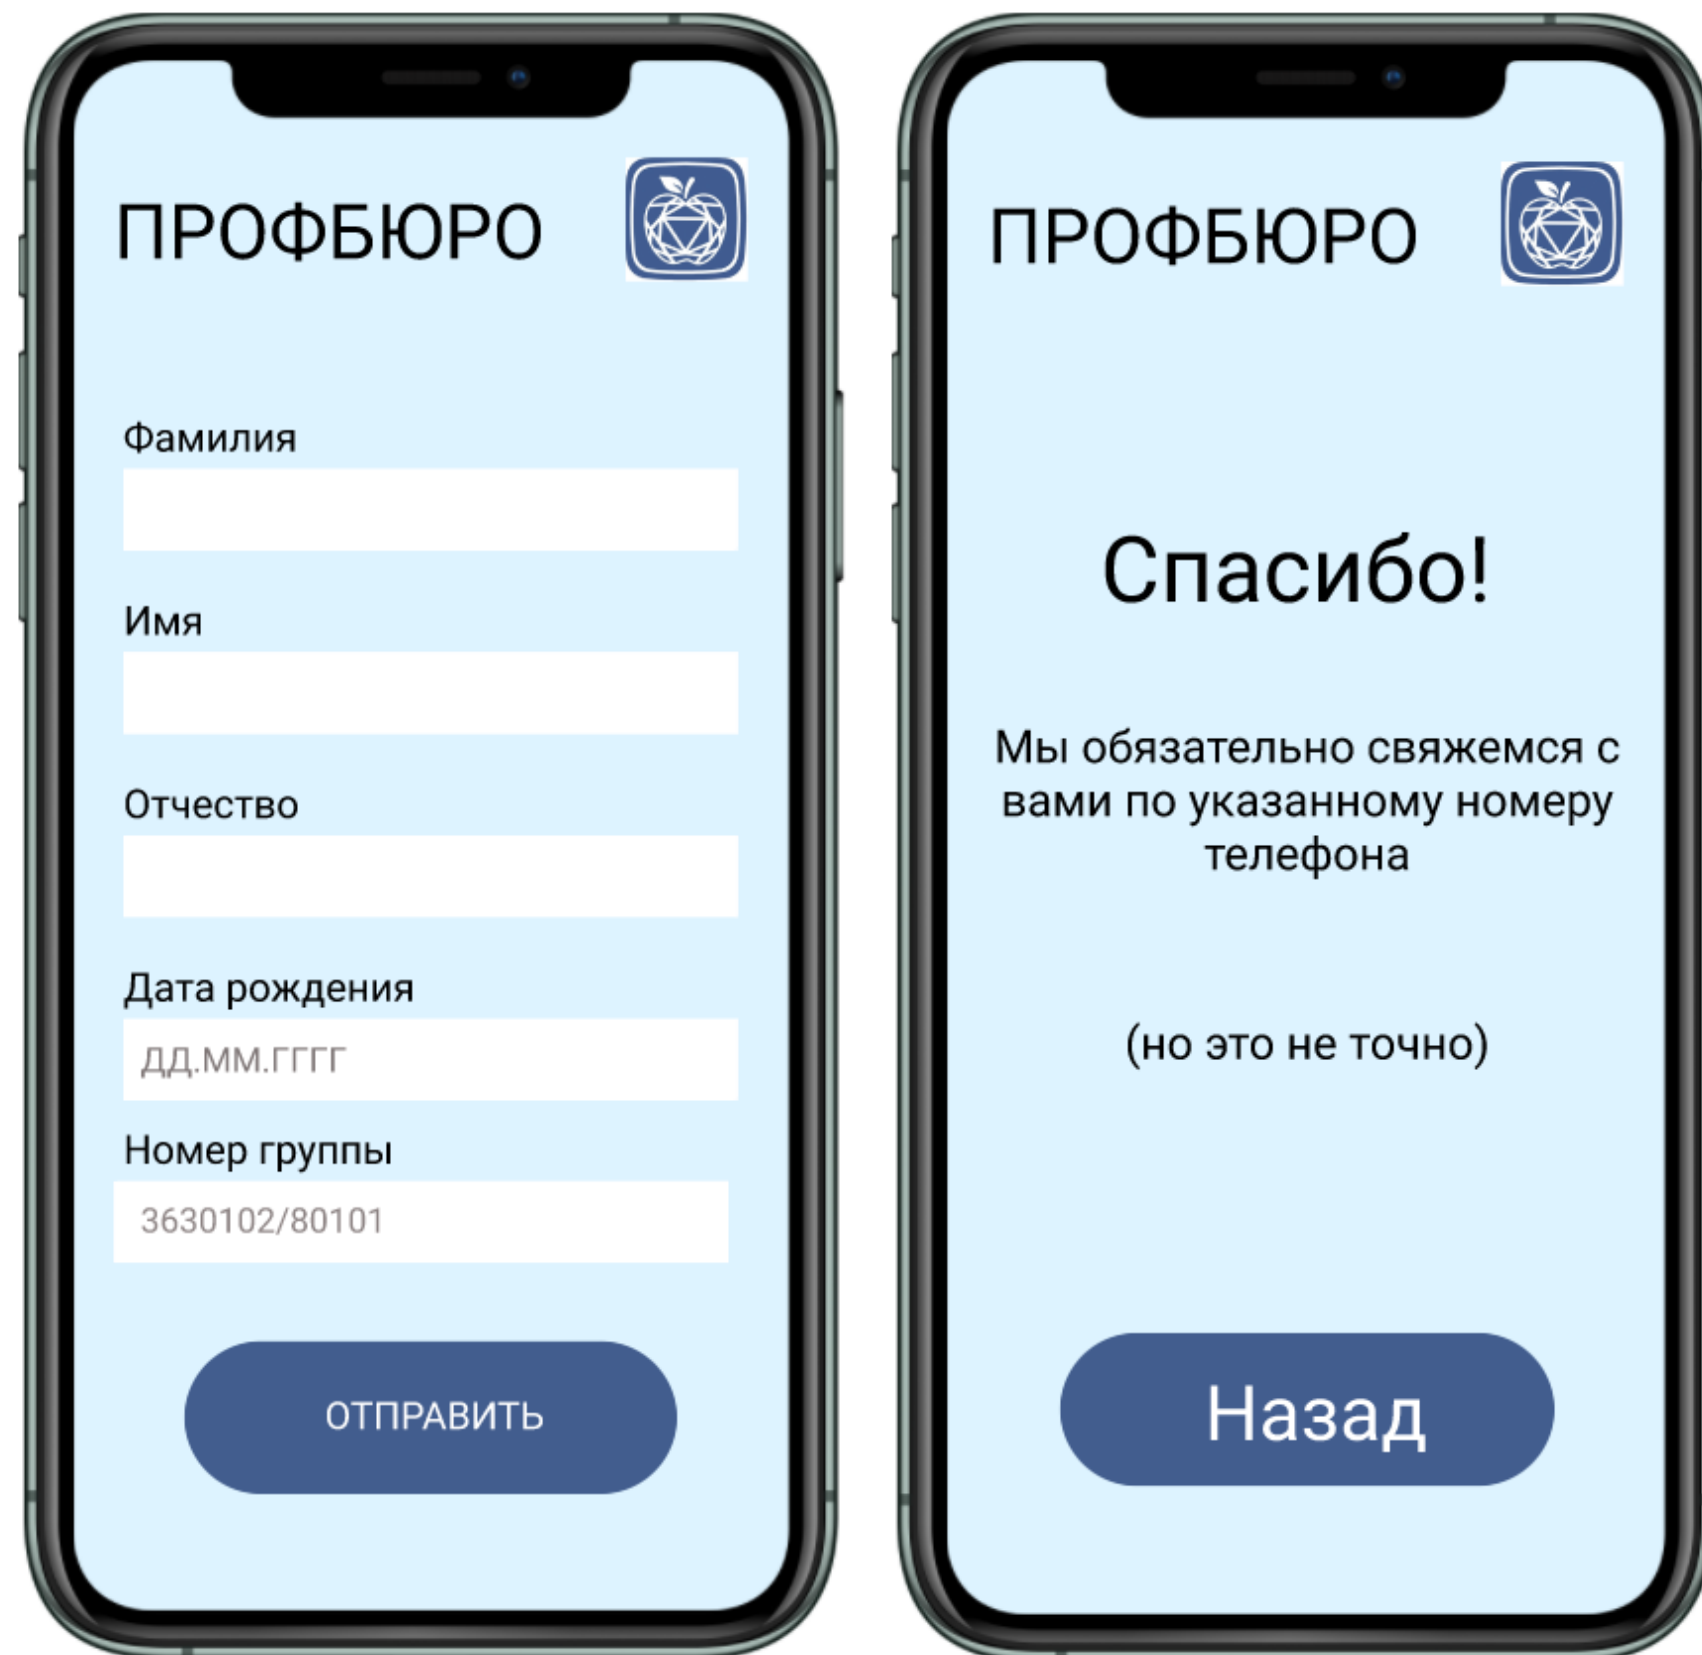 ПРОФБЮРО
Фамилия
Имя
Отчество
Дата рождения
ДД.ММ.ГГГГ
Номер группы
3630102/80101
ОТПРАВИТЬ
ПРОФБЮРО
Спасибо!
Мы обязательно свяжемся с
вами по указанному номеру
телефона
(но это не точно)
Назад